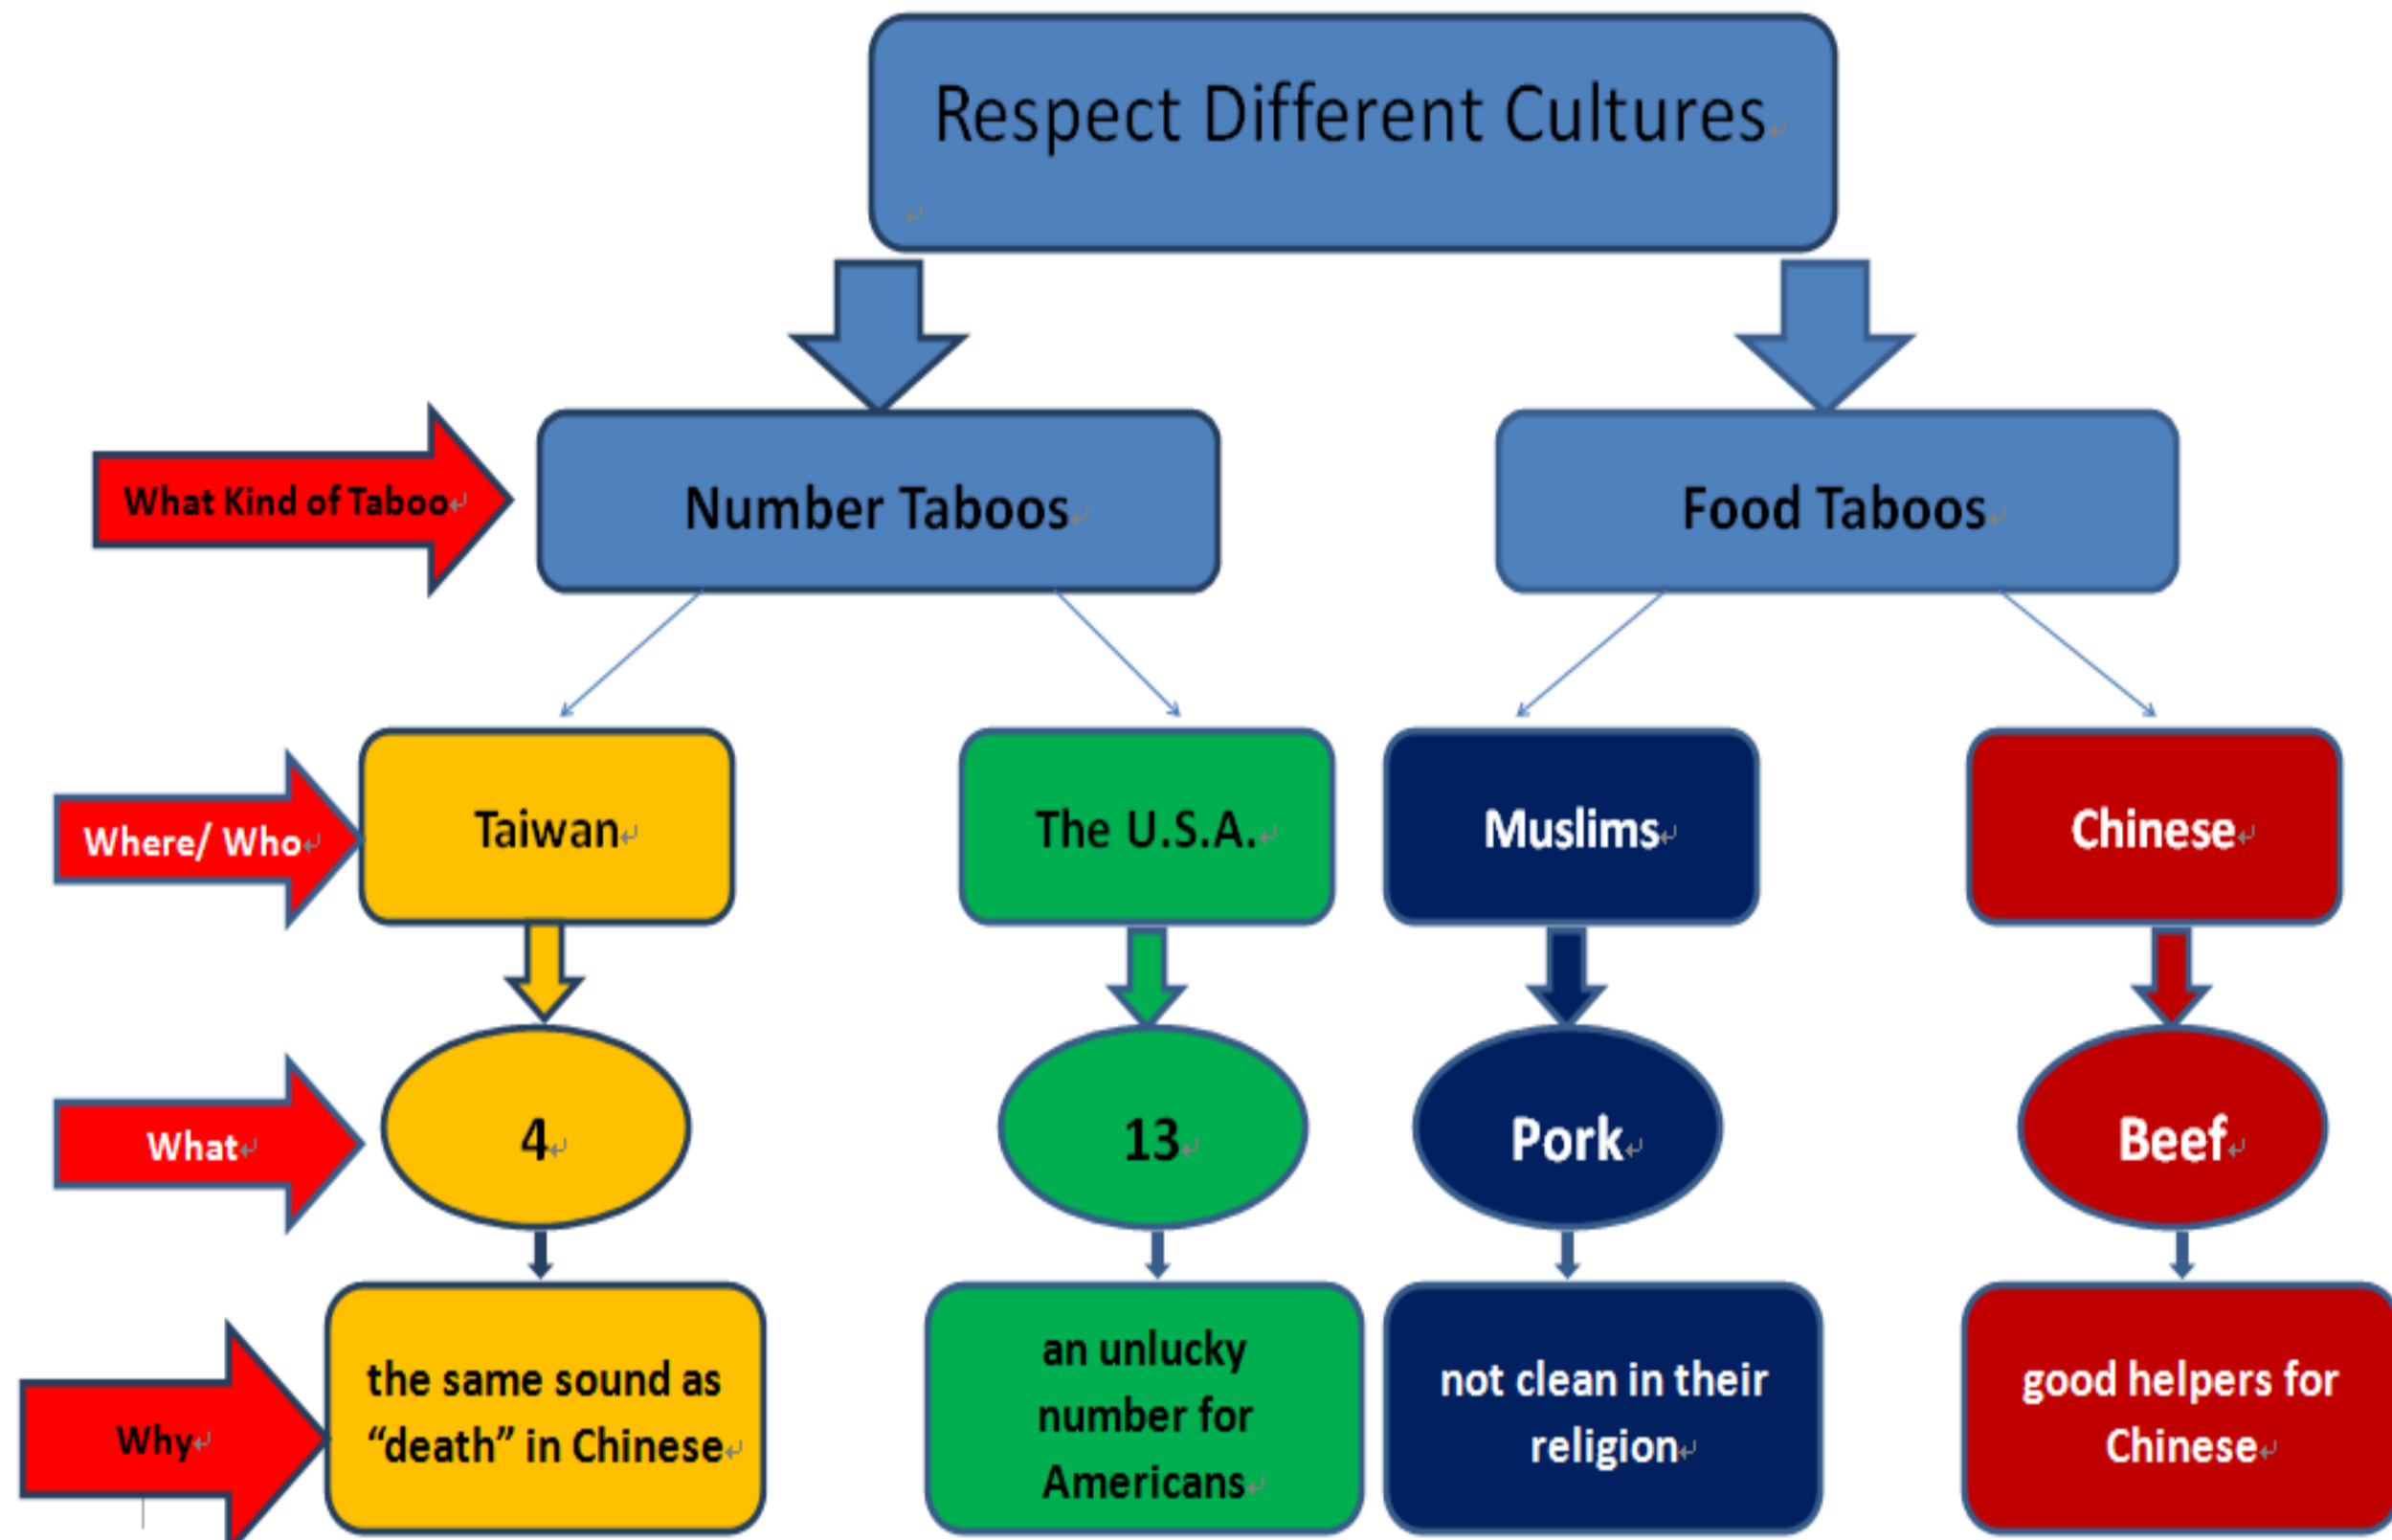 Respect Different Cultures
What Kind of Taboo
Number Taboos
Food Taboos
Where/ Who
Taiwan
The U.S.A.
Muslims
Chinese
What
4
13
Pork
Beef
Why
the same sound as
“death” in Chinese
an unlucky
number for
Americans
not clean in their
religion
good helpers for
Chinese